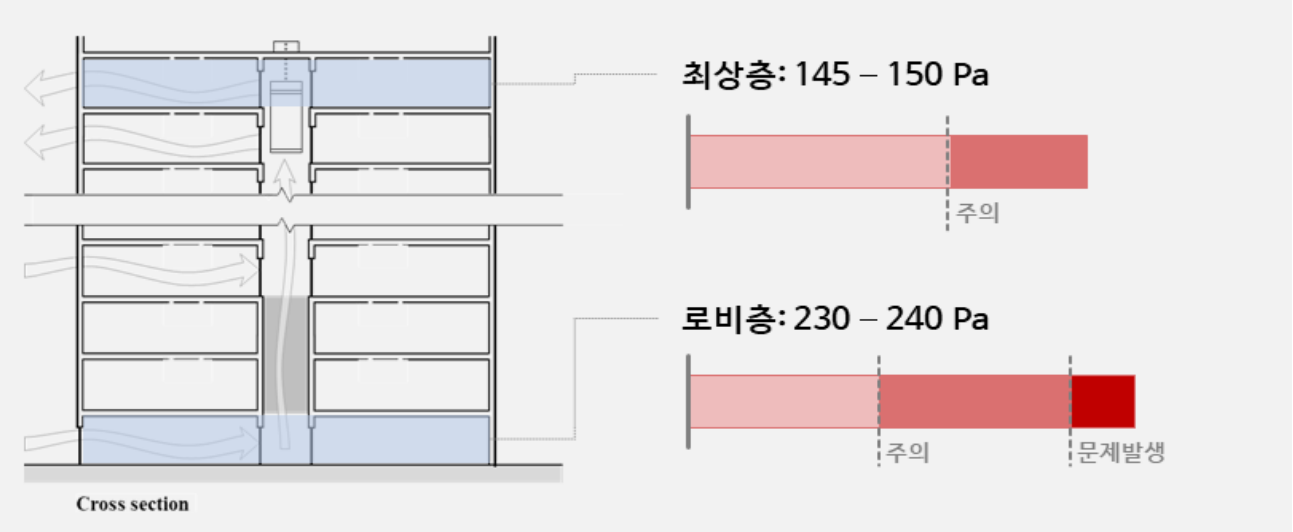 최상층: 145 – 150 Pa
주의
로비층: 230 – 240 Pa
주의
문제발생
Cross section